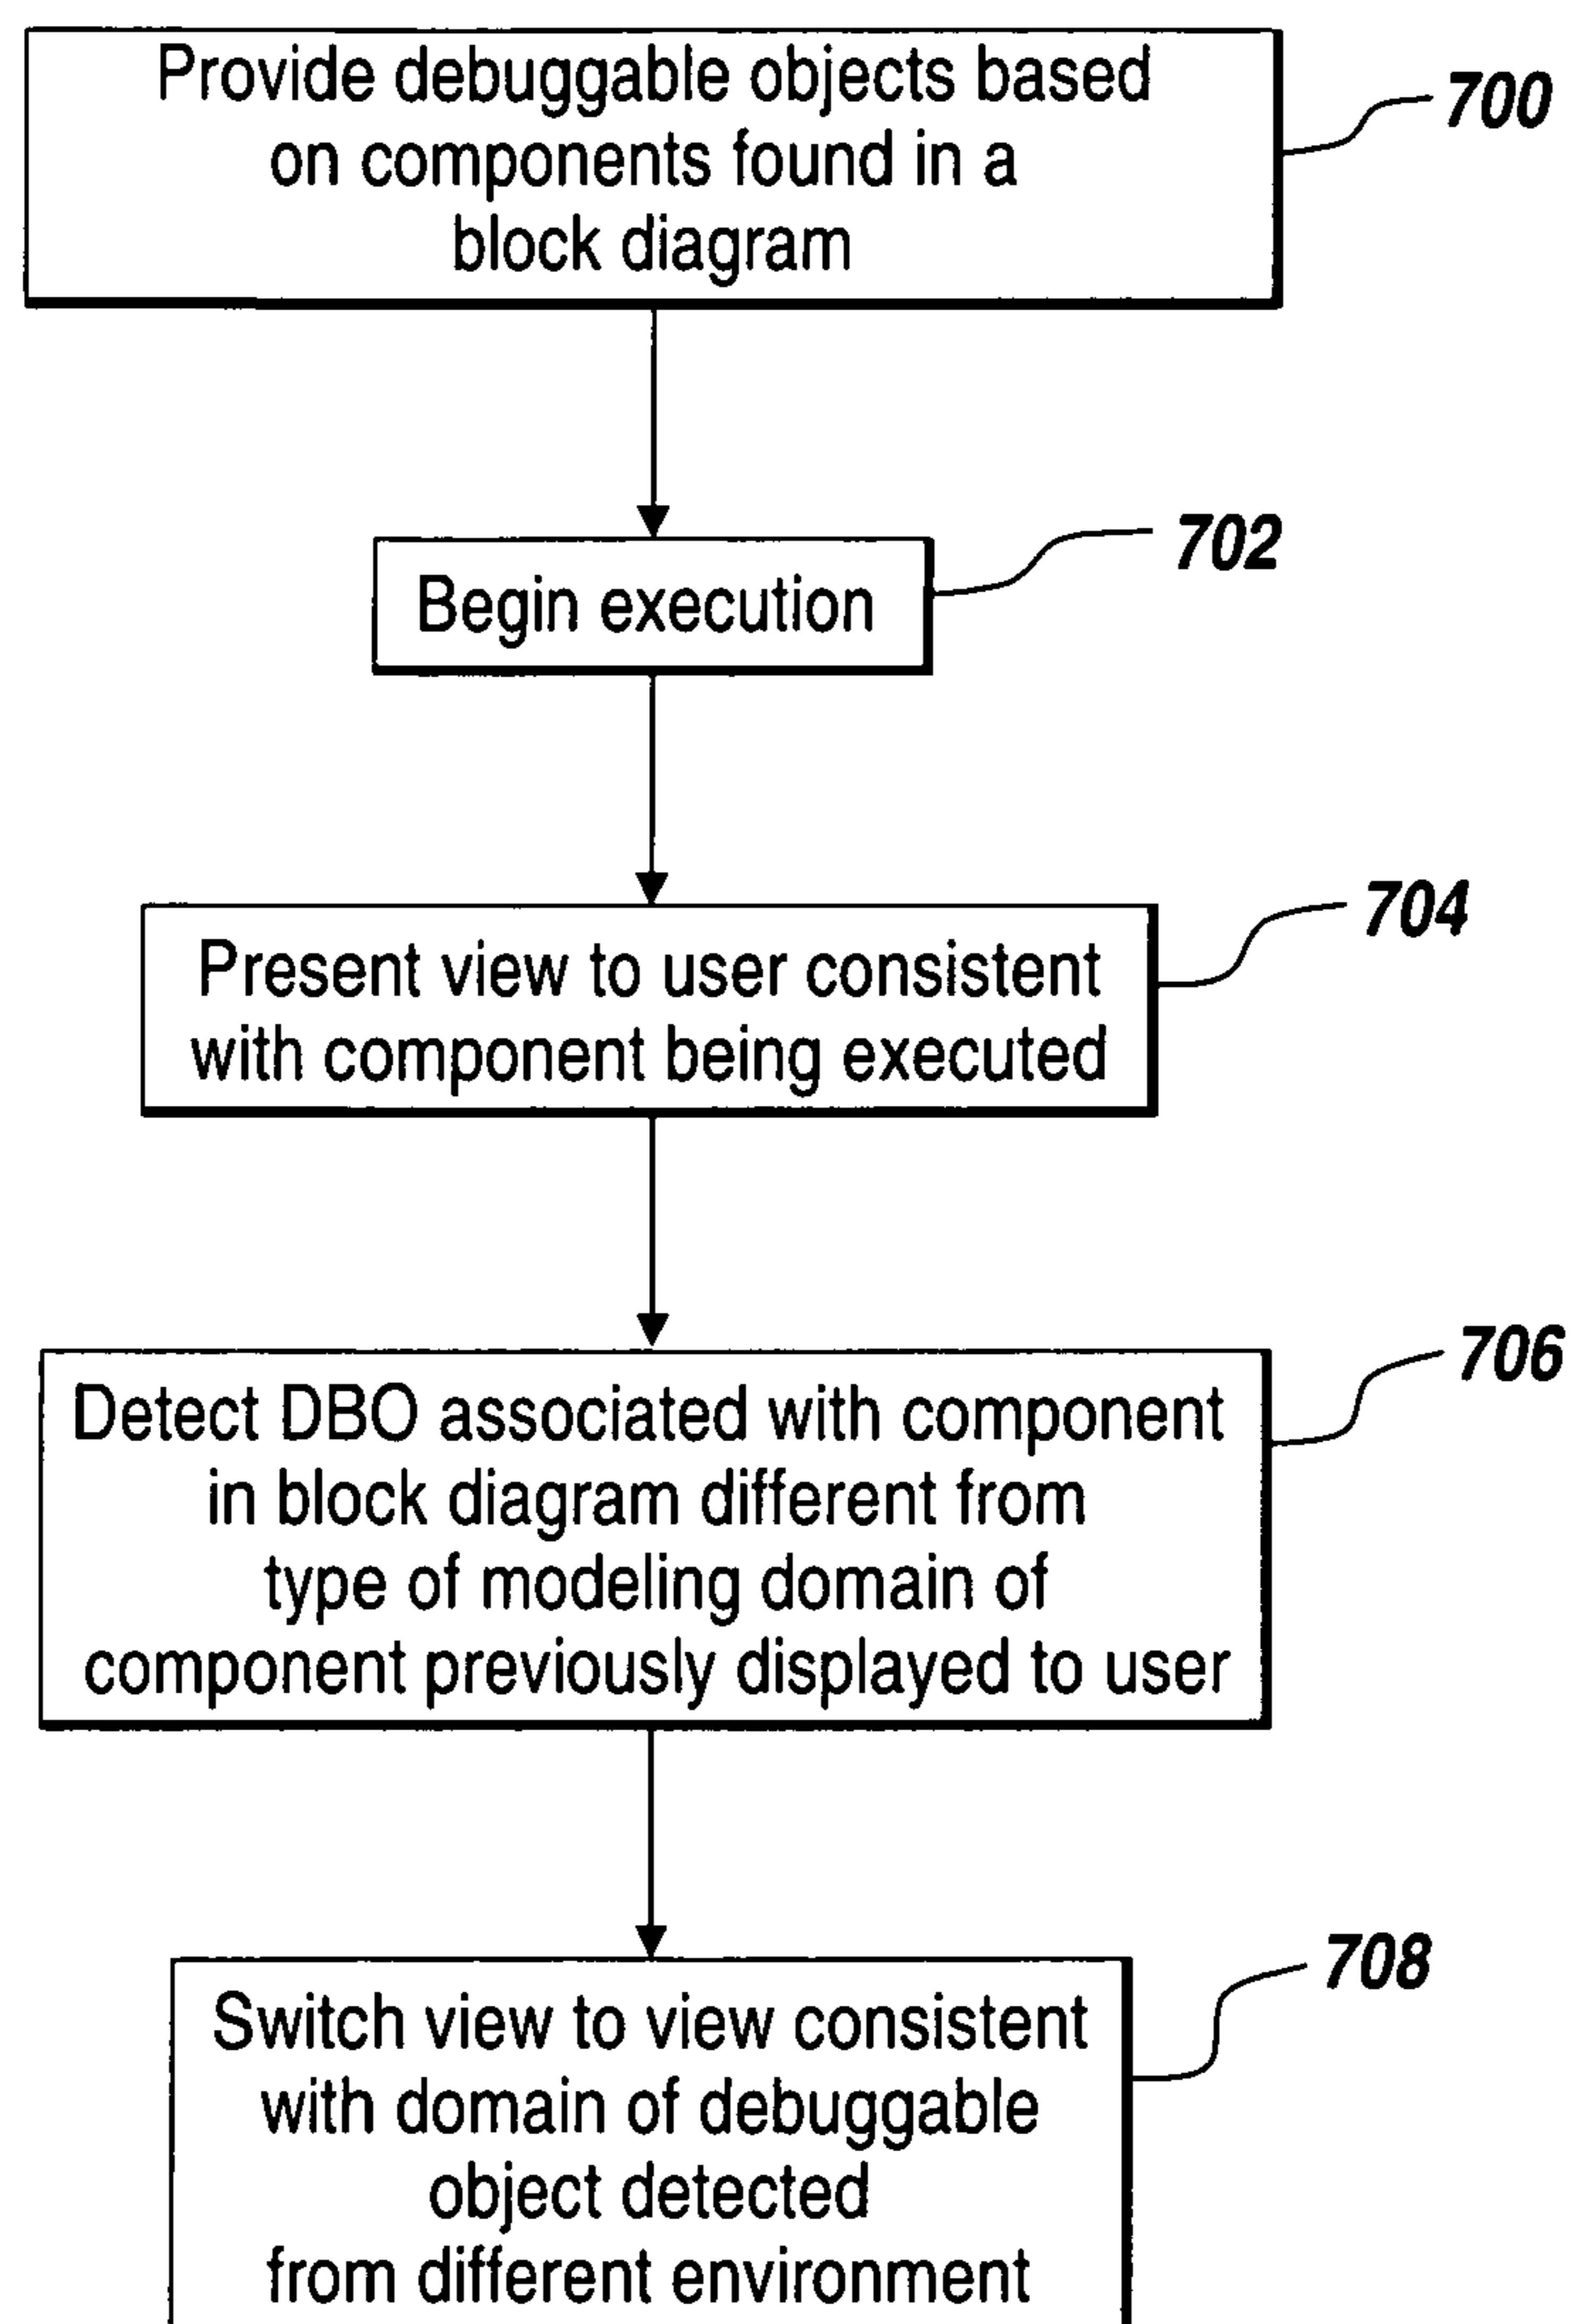 Provide debuggable objects based
on components found in a
block diagram
700
Begin execution
702
Present view to user consistent
with component being executed
704
Detect DBO associated with component
in block diagram different from
type of modeling domain of
component previously displayed to user
706
Switch view to view consistent
with domain of debuggable
object detected
from different environment
708